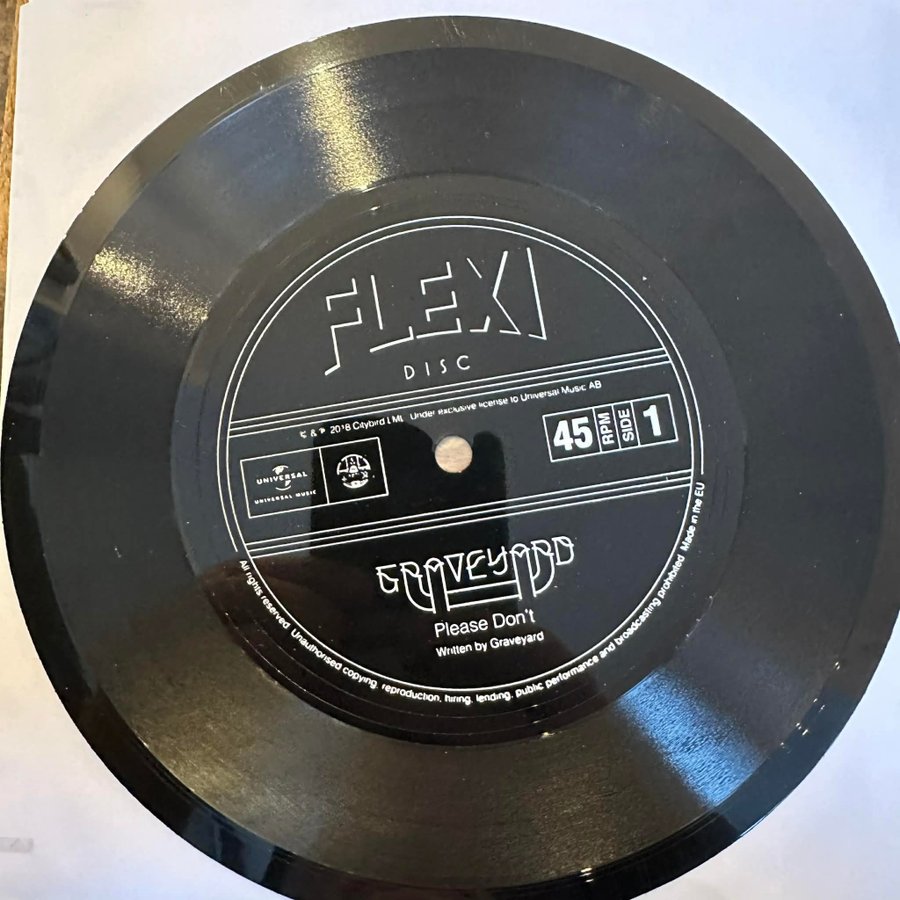 FLEXI
DISC
© & ℗ 2018 Citybird LML Under exclusive license to Universal Music AB
45 RPM SIDE 1
UNIVERSAL
UNIVERSAL MUSIC
GRAVEYARD
Please Don't
Written by Graveyard
All rights reserved. Unauthorised copying, reproduction, hiring, lending, public performance and broadcasting prohibited. Made in the EU